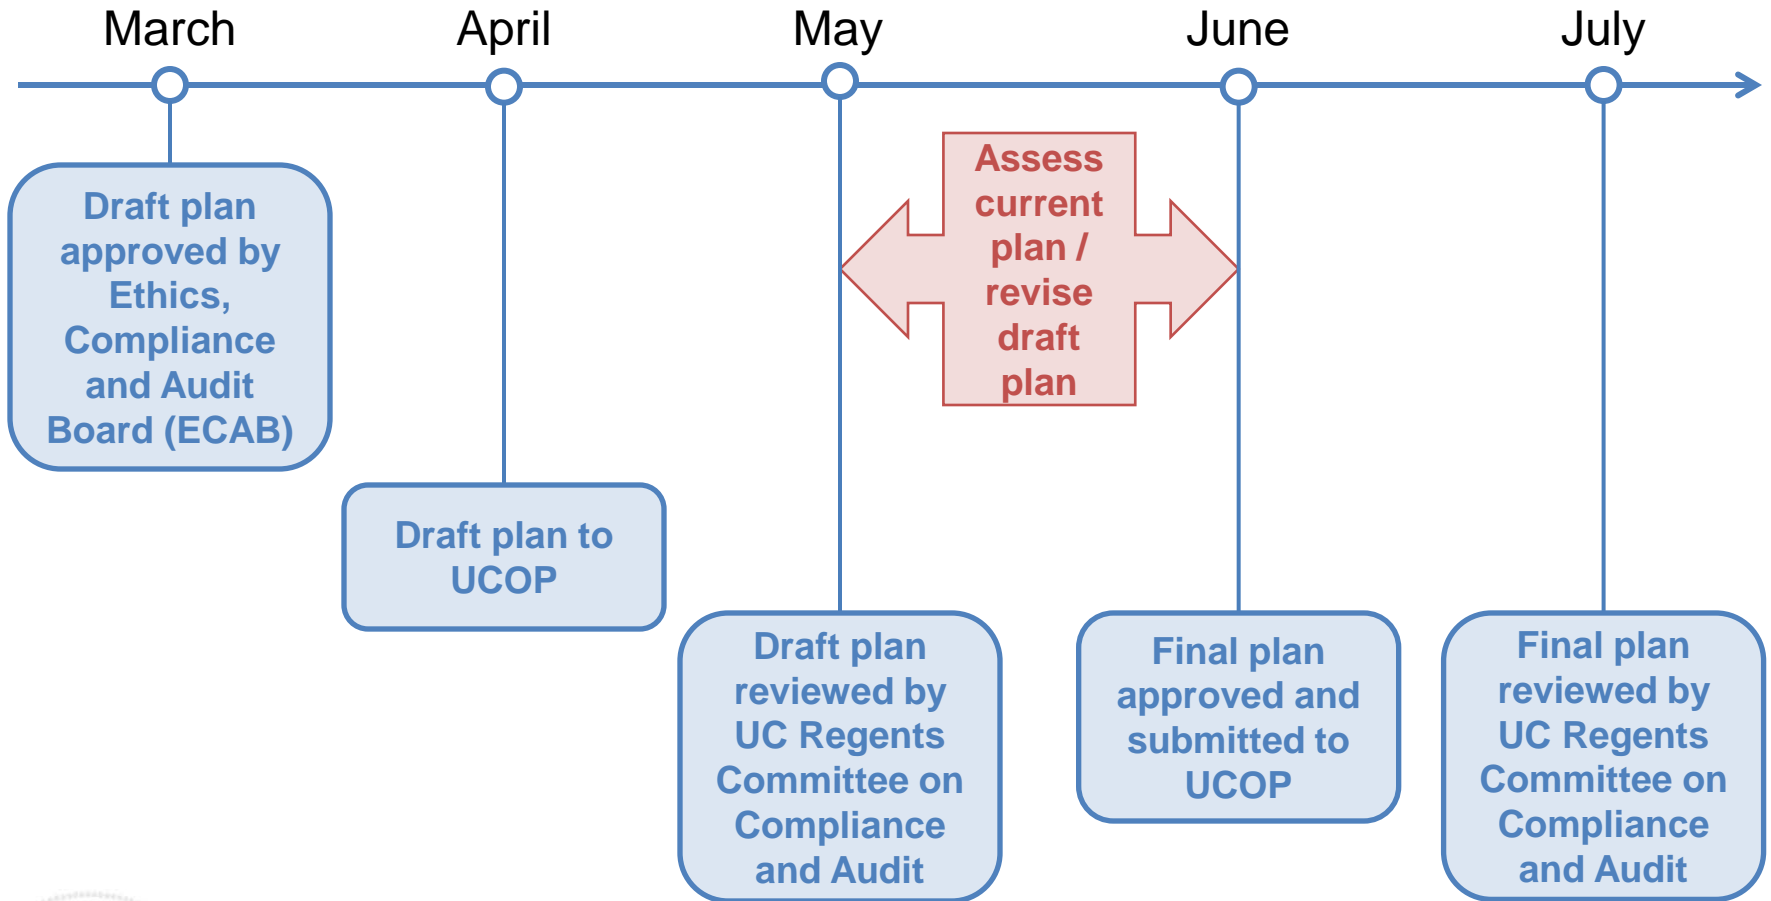 March
April
May
June
July
Draft plan
approved by
Ethics,
Compliance
and Audit
Board (ECAB)
Draft plan to
UCOP
Draft plan
reviewed by
UC Regents
Committee on
Compliance
and Audit
Assess
current
plan /
revise
draft
plan
Final plan
approved and
submitted to
UCOP
Final plan
reviewed by
UC Regents
Committee on
Compliance
and Audit